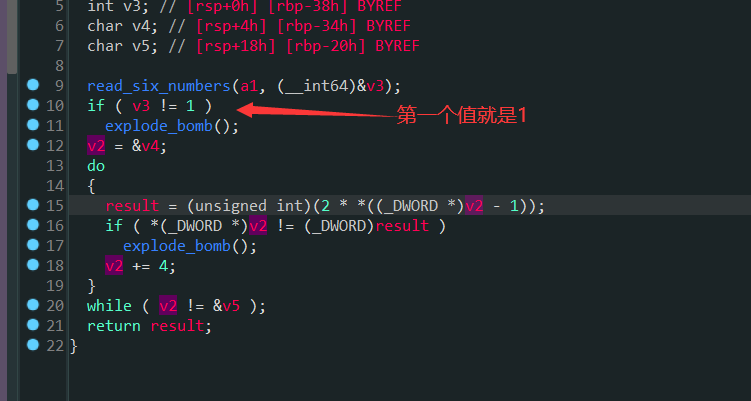 5 int v3; // [rsp+0h] [rbp-38h] BYREF
6 char v4; // [rsp+4h] [rbp-34h] BYREF
7 char v5; // [rsp+18h] [rbp-20h] BYREF
8
9 read_six_numbers(a1, (__int64)&v3);
10 if ( v3 != 1 ) 第一个值就是1
11 explode_bomb();
12 v2 = &v4;
13 do
14 {
15 result = (unsigned int)(2 * *((_DWORD *)v2 - 1));
16 if ( *(_DWORD *)v2 != (_DWORD)result )
17 explode_bomb();
18 v2 += 4;
19 }
20 while ( v2 != &v5 );
21 return result;
22 }